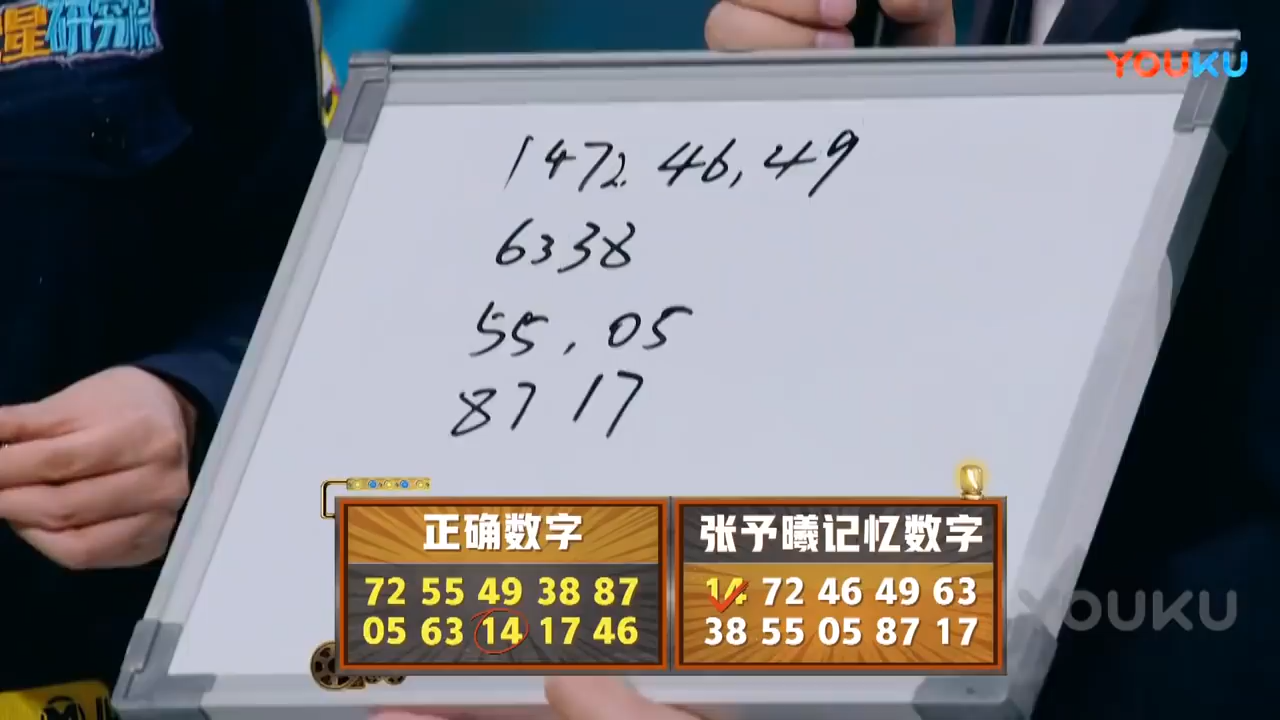 星研究院
YOUKU
1472.46,49
6338
55,05
87 17
正确数字
72 55 49 38 87
05 63 14 17 46
张予曦记忆数字
14 72 46 49 63
38 55 05 87 17
YOUKU